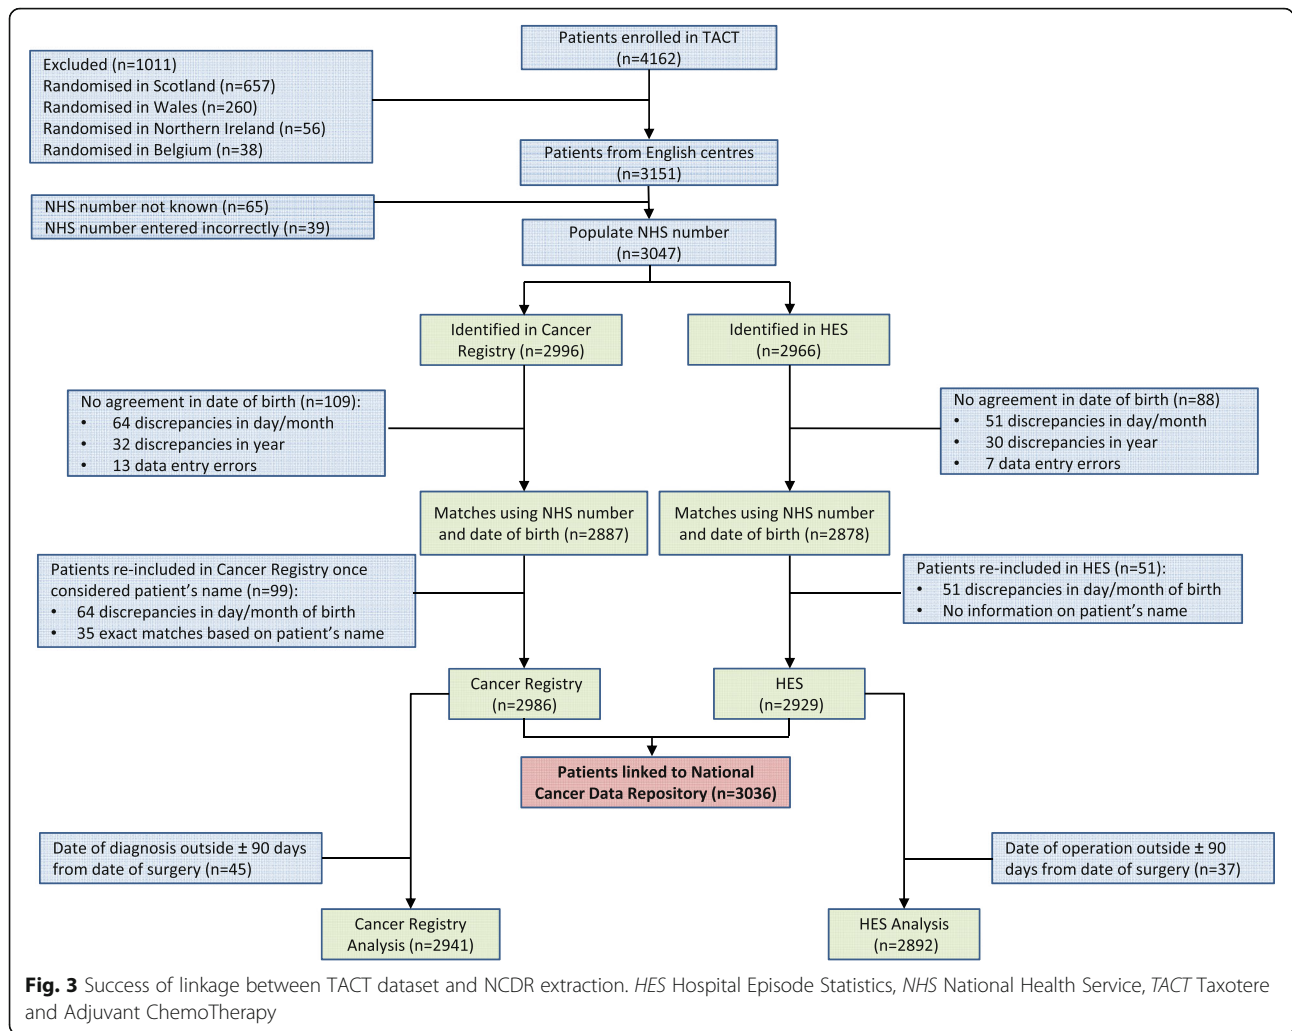 Patients enrolled in TACT
(n=4162)
Excluded (n=1011)
Randomised in Scotland (n=657)
Randomised in Wales (n=260)
Randomised in Northern Ireland (n=56)
Randomised in Belgium (n=38)
Patients from English centres
(n=3151)
NHS number not known (n=65)
NHS number entered incorrectly (n=39)
Populate NHS number
(n=3047)
Identified in Cancer
Registry (n=2996)
Identified in HES
(n=2966)
No agreement in date of birth (n=109):
• 64 discrepancies in day/month
• 32 discrepancies in year
• 13 data entry errors
No agreement in date of birth (n=88)
• 51 discrepancies in day/month
• 30 discrepancies in year
• 7 data entry errors
Matches using NHS number
and date of birth (n=2887)
Matches using NHS number
and date of birth (n=2878)
Patients re-included in Cancer Registry once
considered patient's name (n=99):
• 64 discrepancies in day/month of birth
• 35 exact matches based on patient's name
Patients re-included in HES (n=51):
• 51 discrepancies in day/month of birth
• No information on patient's name
Cancer Registry
(n=2986)
HES
(n=2929)
Patients linked to National
Cancer Data Repository (n=3036)
Date of diagnosis outside ± 90 days
from date of surgery (n=45)
Date of operation outside ± 90
days from date of surgery (n=37)
Cancer Registry
Analysis (n=2941)
HES Analysis
(n=2892)
Fig. 3 Success of linkage between TACT dataset and NCDR extraction. HES Hospital Episode Statistics, NHS National Health Service, TACT Taxotere
and Adjuvant ChemoTherapy